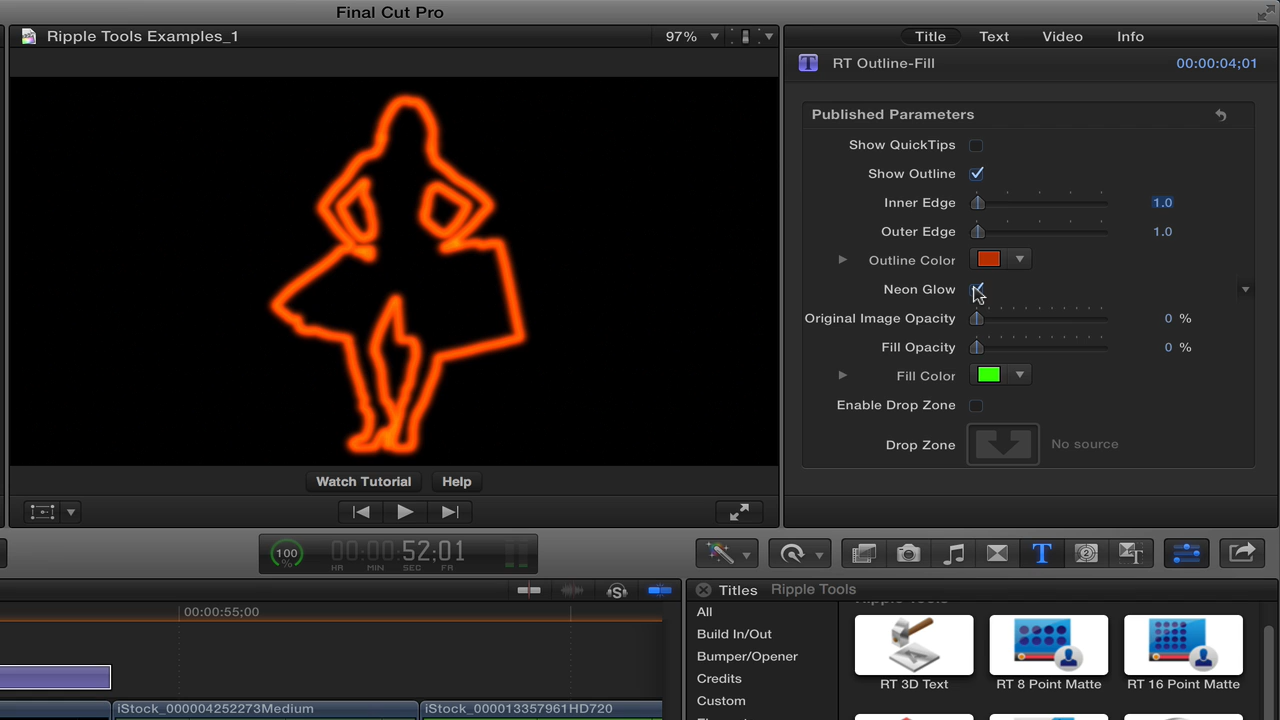 Final Cut Pro
Ripple Tools Examples_1
97%
Title Text Video Info
RT Outline-Fill
00:00:04;01
Published Parameters
Show QuickTips
Show Outline
Inner Edge 1.0
Outer Edge 1.0
Outline Color
Neon Glow
Original Image Opacity 0 %
Fill Opacity 0 %
Fill Color
Enable Drop Zone
Drop Zone No source
Watch Tutorial Help
100
%
00:00:52;01
HR MIN SEC FR
00:00:55;00
iStock_000004252273Medium
iStock_000013357961HD720
Titles Ripple Tools
All
Build In/Out
Bumper/Opener
Credits
Custom
Ripple Tools
RT 3D Text
RT 8 Point Matte
RT 16 Point Matte